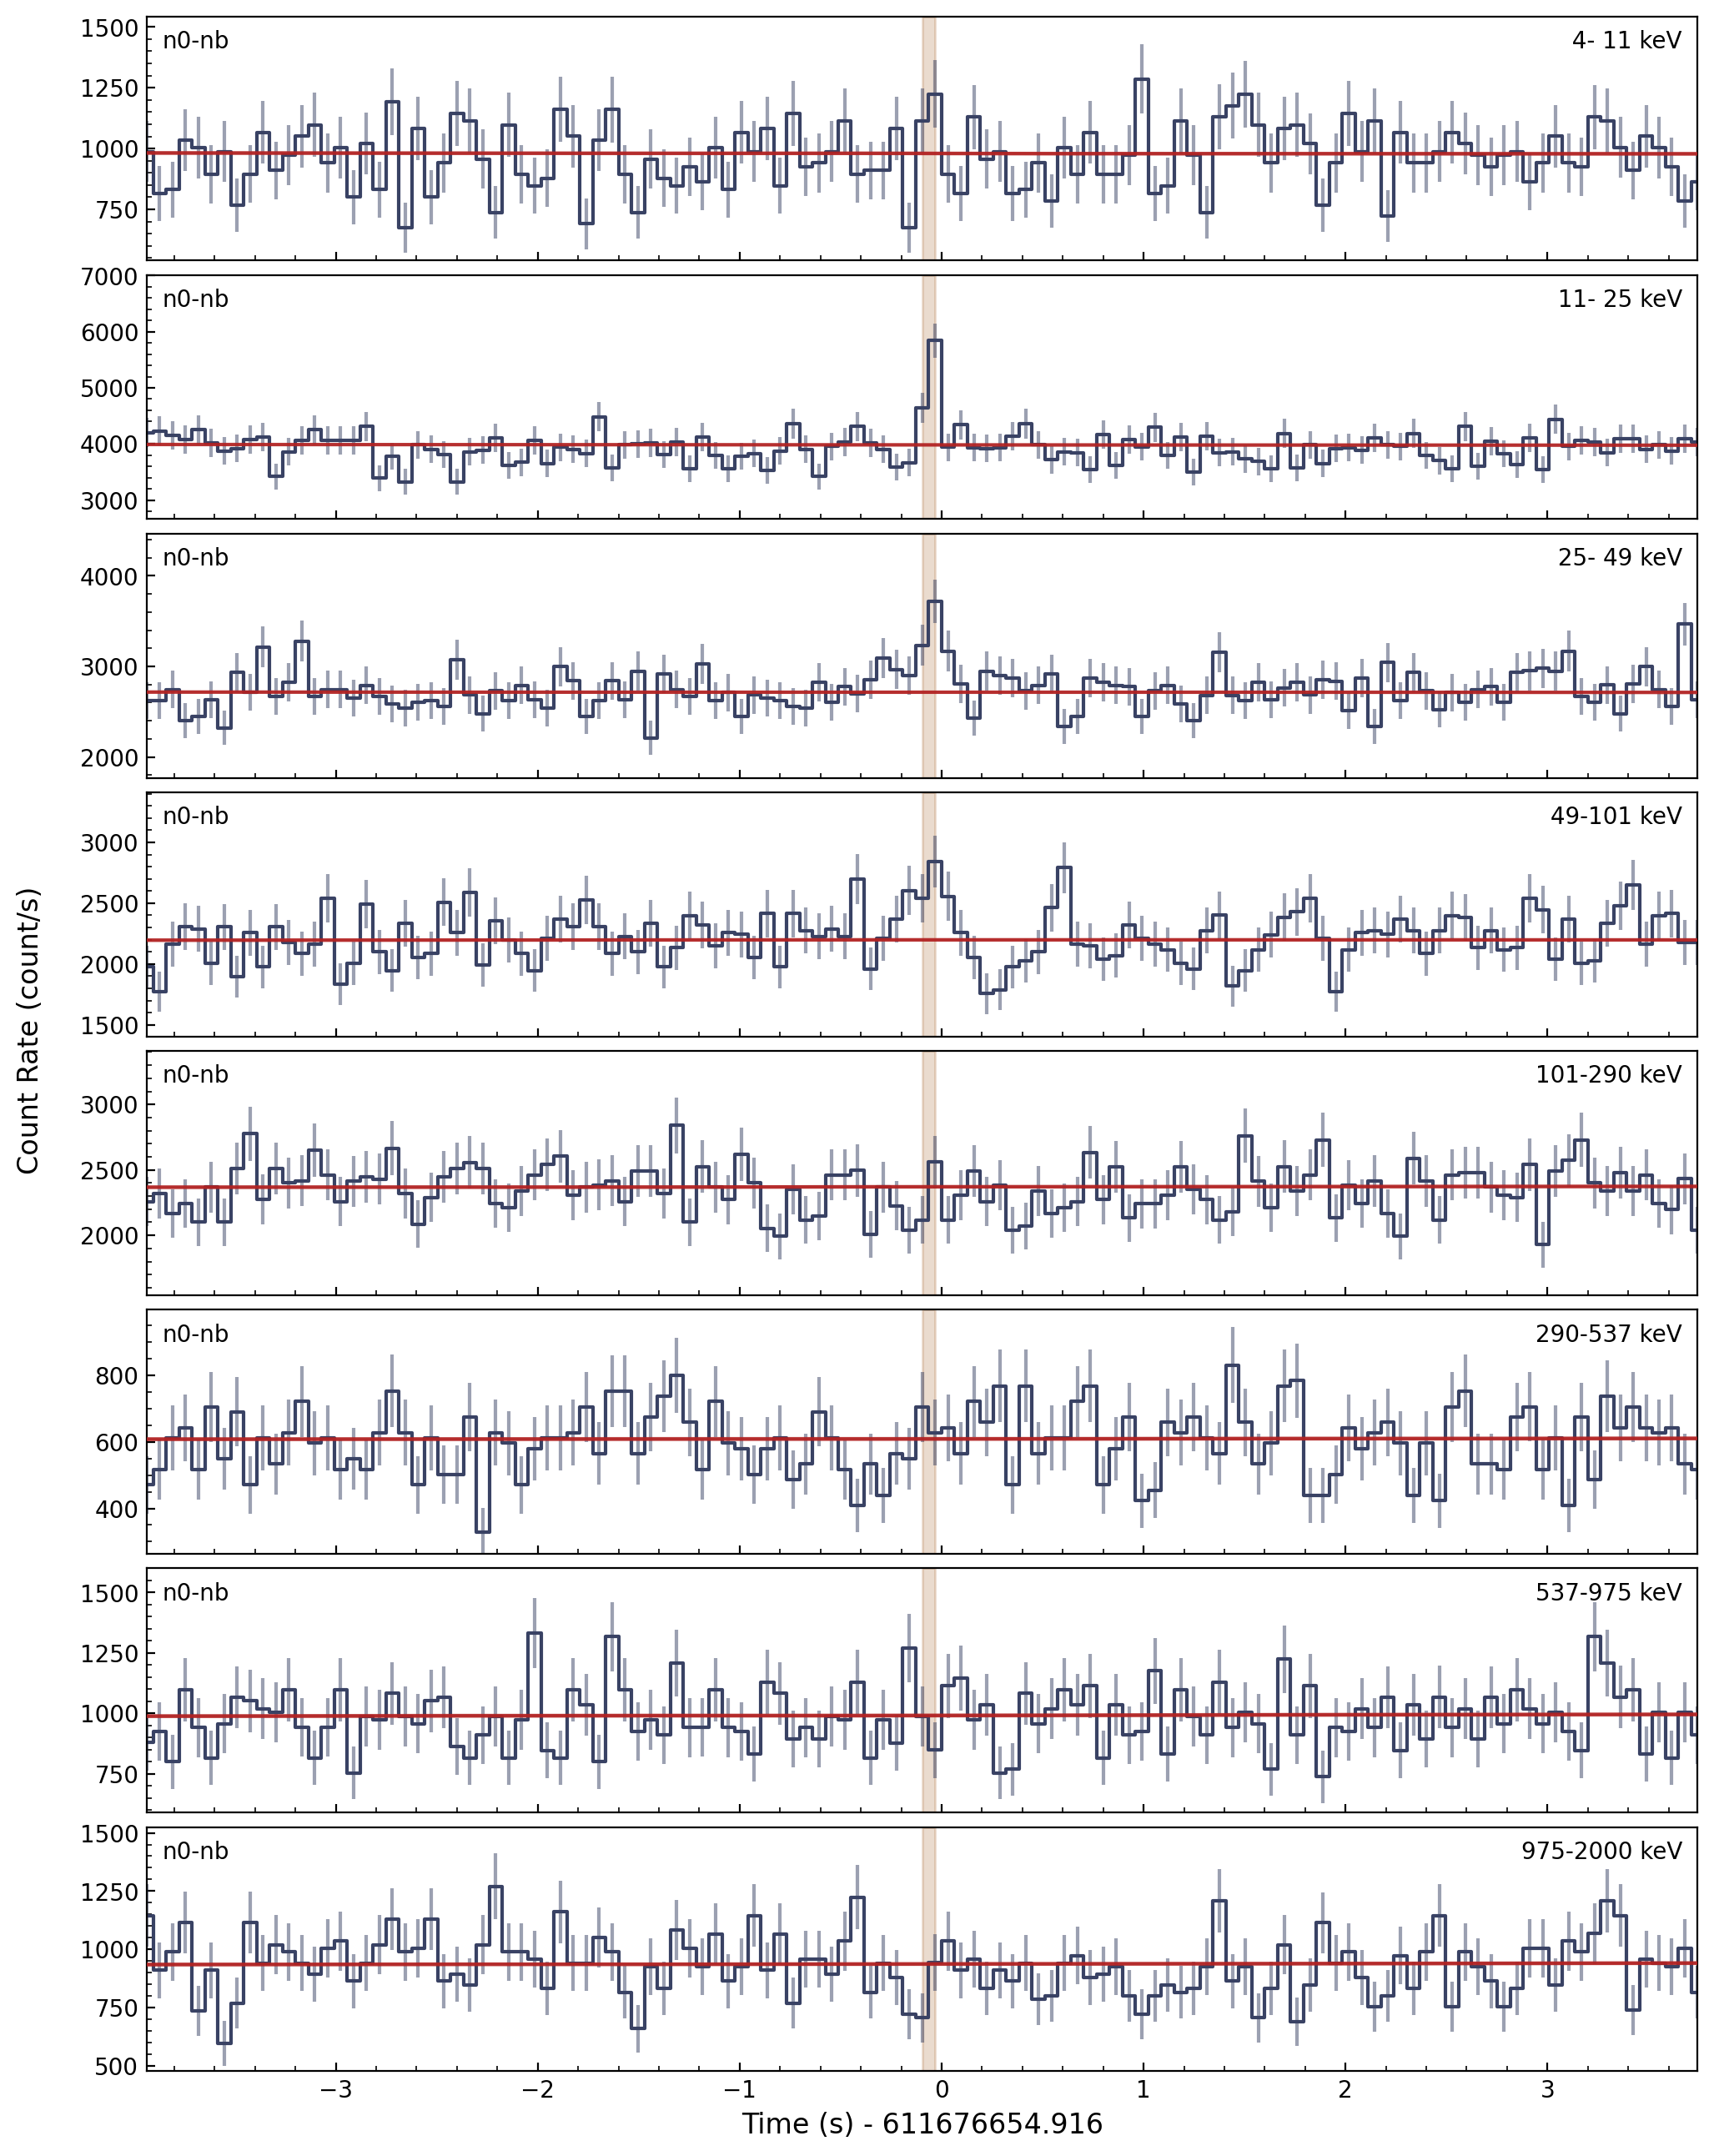 1500
n0-nb
4- 11 keV
1250
1000
750
7000
n0-nb
11- 25 keV
6000
5000
4000
3000
n0-nb
25- 49 keV
4000
3000
2000
n0-nb
49-101 keV
3000
2500
2000
1500
n0-nb
101-290 keV
3000
2500
2000
Count Rate (count/s)
n0-nb
290-537 keV
800
600
400
1500
n0-nb
537-975 keV
1250
1000
750
1500
n0-nb
975-2000 keV
1250
1000
750
500
−3 −2 −1 0 1 2 3
Time (s) - 611676654.916